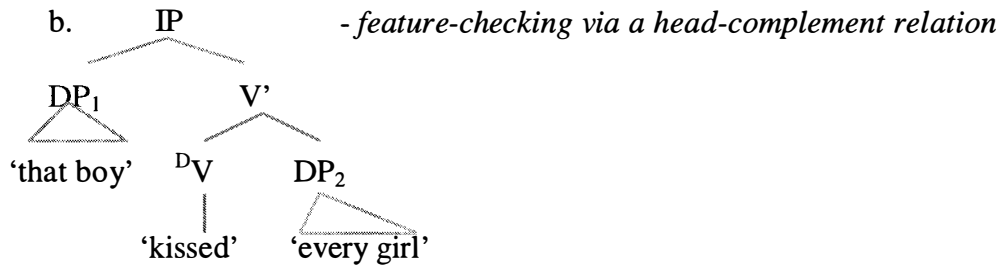 b. IP - feature-checking via a head-complement relation
DP₁ V’
‘that boy’ ᴰV DP₂
‘kissed’ ‘every girl’